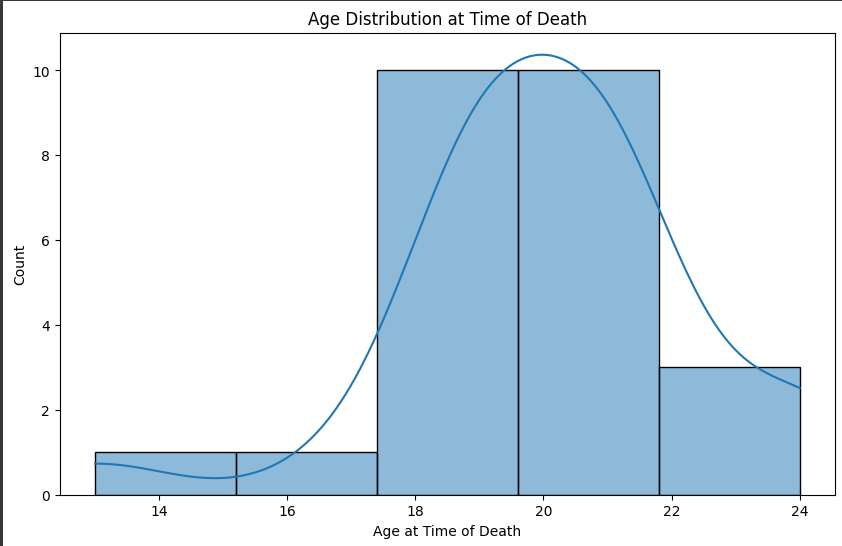 Age Distribution at Time of Death
10
8
6
4
2
0
Count
14 16 18 20 22 24
Age at Time of Death